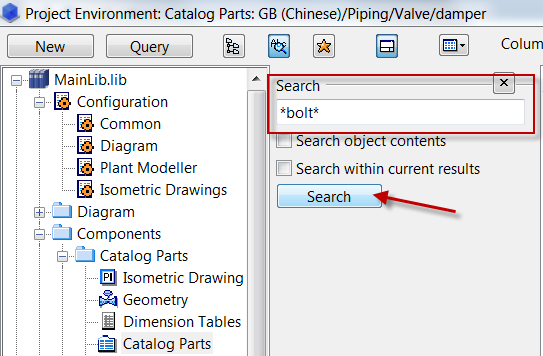 Project Environment: Catalog Parts: GB (Chinese)/Piping/Valve/damper
New
Query
Colum
MainLib.lib
Configuration
Common
Diagram
Plant Modeller
Isometric Drawings
Diagram
Components
Catalog Parts
PI Isometric Drawing
Geometry
Dimension Tables
Catalog Parts
Search
*bolt*
Search object contents
Search within current results
Search